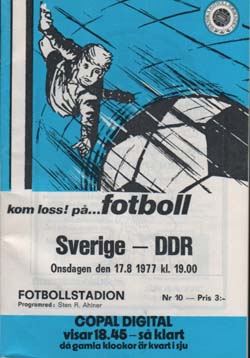 kom loss! på...fotboll
Sverige – DDR
Onsdagen den 17.8 1977 kl. 19.00
FOTBOLLSTADION
Nr 10 — Pris 3:-
Programred: Sten R. Ahlner
COPAL DIGITAL
visar 18.45 - så klart
då gamla klockor är kvart i sju